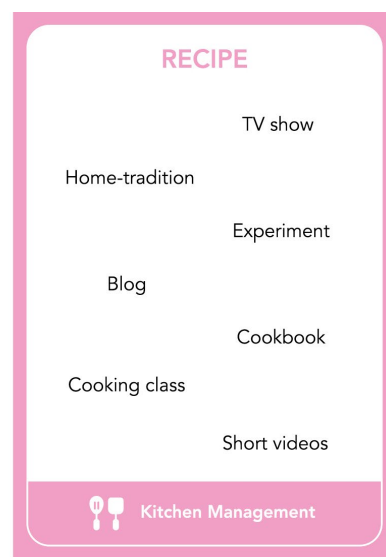 RECIPE
TV show
Home-tradition
Experiment
Blog
Cookbook
Cooking class
Short videos
Kitchen Management